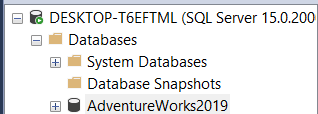 DESKTOP-T6EFTML (SQL Server 15.0.200
Databases
System Databases
Database Snapshots
AdventureWorks2019